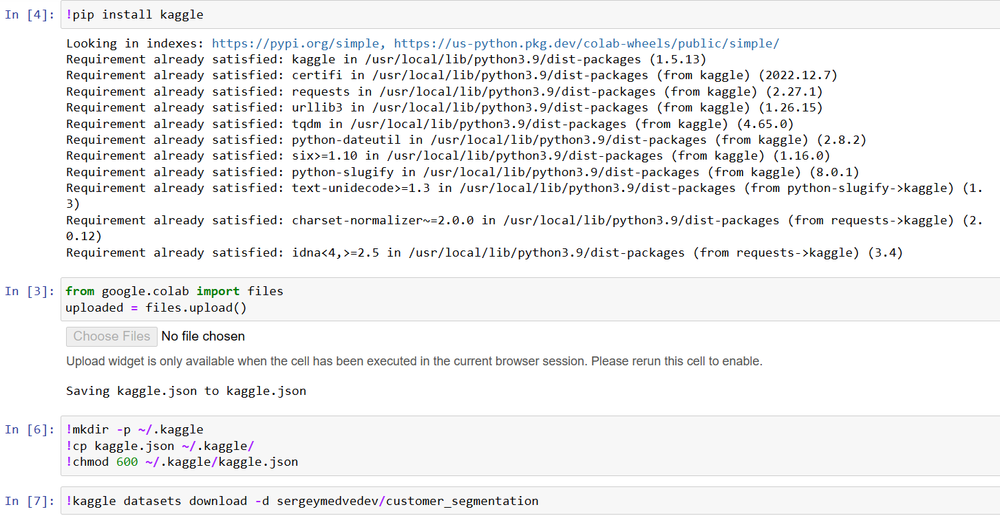 In [4]: !pip install kaggle
Looking in indexes: https://pypi.org/simple, https://us-python.pkg.dev/colab-wheels/public/simple/
Requirement already satisfied: kaggle in /usr/local/lib/python3.9/dist-packages (1.5.13)
Requirement already satisfied: certifi in /usr/local/lib/python3.9/dist-packages (from kaggle) (2022.12.7)
Requirement already satisfied: requests in /usr/local/lib/python3.9/dist-packages (from kaggle) (2.27.1)
Requirement already satisfied: urllib3 in /usr/local/lib/python3.9/dist-packages (from kaggle) (1.26.15)
Requirement already satisfied: tqdm in /usr/local/lib/python3.9/dist-packages (from kaggle) (4.65.0)
Requirement already satisfied: python-dateutil in /usr/local/lib/python3.9/dist-packages (from kaggle) (2.8.2)
Requirement already satisfied: six>=1.10 in /usr/local/lib/python3.9/dist-packages (from kaggle) (1.16.0)
Requirement already satisfied: python-slugify in /usr/local/lib/python3.9/dist-packages (from kaggle) (8.0.1)
Requirement already satisfied: text-unidecode>=1.3 in /usr/local/lib/python3.9/dist-packages (from python-slugify->kaggle) (1.
3)
Requirement already satisfied: charset-normalizer~=2.0.0 in /usr/local/lib/python3.9/dist-packages (from requests->kaggle) (2.
0.12)
Requirement already satisfied: idna<4,>=2.5 in /usr/local/lib/python3.9/dist-packages (from requests->kaggle) (3.4)
In [3]: from google.colab import files
uploaded = files.upload()
Choose Files No file chosen
Upload widget is only available when the cell has been executed in the current browser session. Please rerun this cell to enable.
Saving kaggle.json to kaggle.json
In [6]: !mkdir -p ~/.kaggle
!cp kaggle.json ~/.kaggle/
!chmod 600 ~/.kaggle/kaggle.json
In [7]: !kaggle datasets download -d sergeymedvedev/customer_segmentation